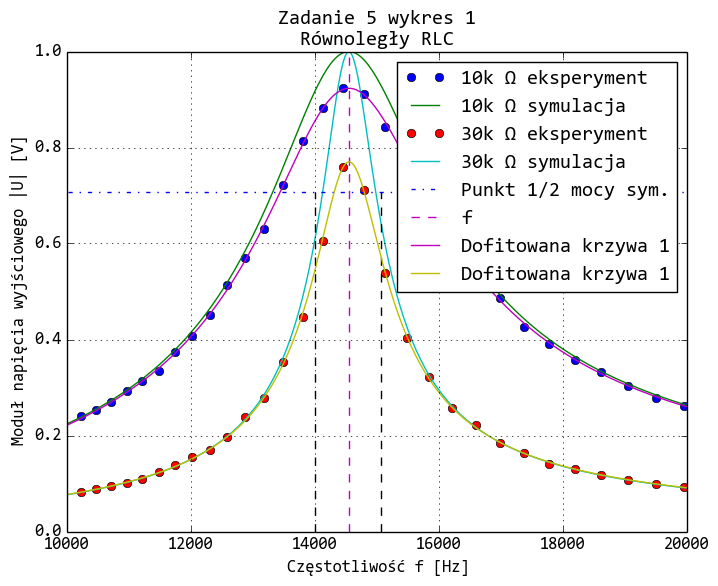 Zadanie 5 wykres 1
Równoległy RLC
Moduł napięcia wyjściowego |U| [V]
1.0
0.8
0.6
0.4
0.2
0.0
10k Ω eksperyment
10k Ω symulacja
30k Ω eksperyment
30k Ω symulacja
Punkt 1/2 mocy sym.
f
Dofitowana krzywa 1
Dofitowana krzywa 1
10000 12000 14000 16000 18000 20000
Częstotliwość f [Hz]